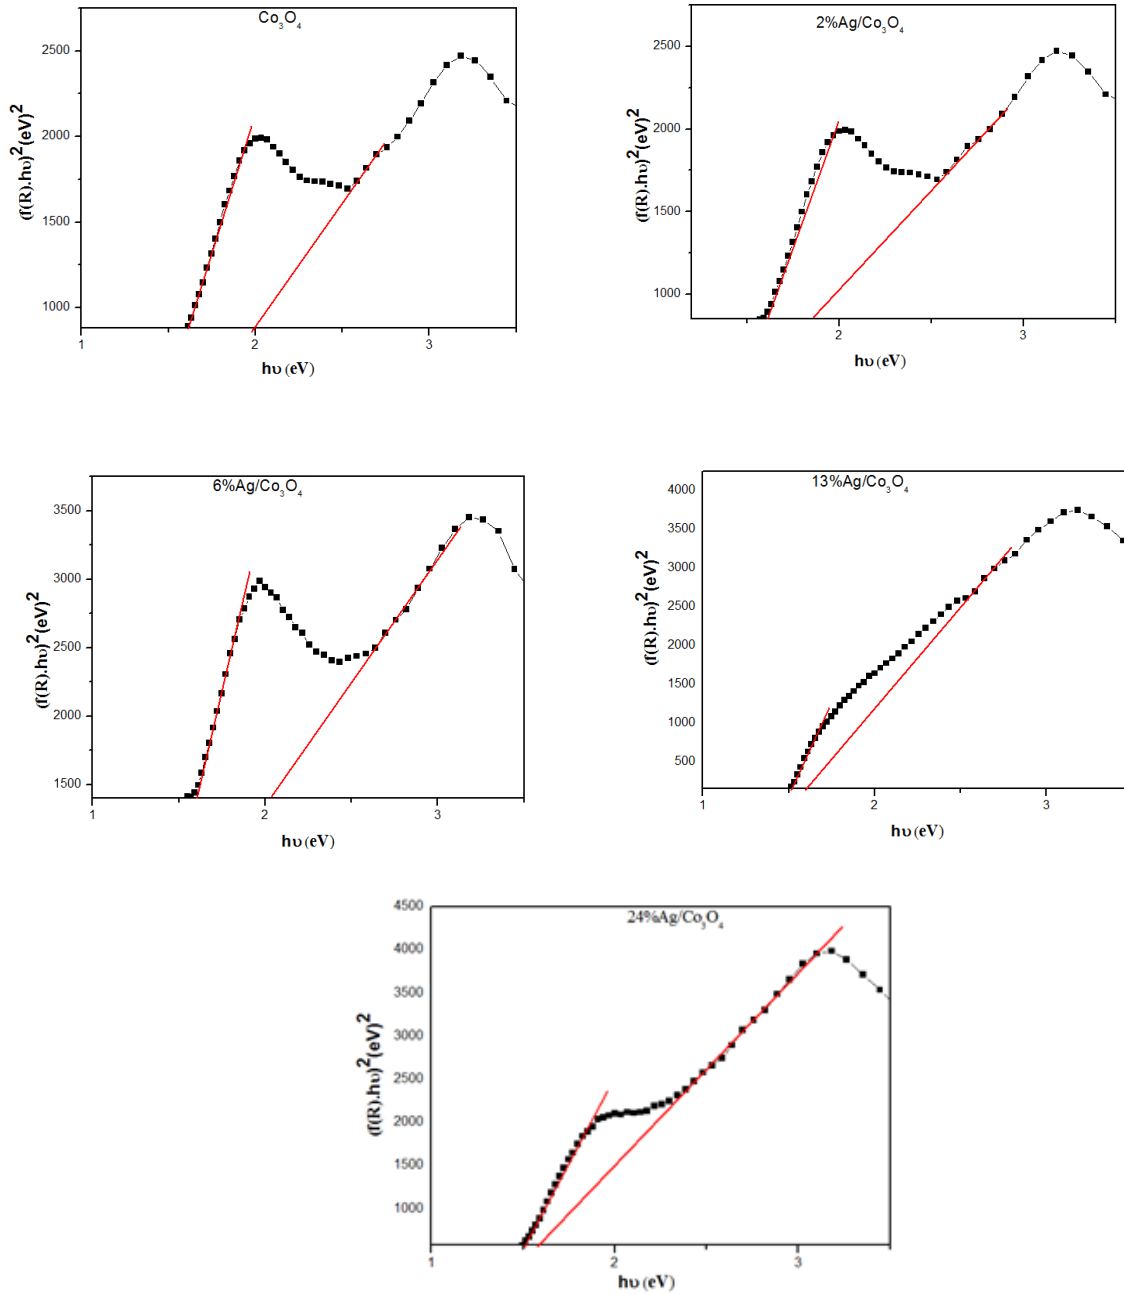 Co₃O₄
2500
2000
1500
1000
(f(R).hυ)²(eV)²
1 2 3
hυ (eV)
2%Ag/Co₃O₄
2500
2000
1500
1000
(f(R).hυ)²(eV)²
2 3
hυ (eV)
6%Ag/Co₃O₄
3500
3000
2500
2000
1500
(f(R).hυ)²(eV)²
1 2 3
hυ (eV)
13%Ag/Co₃O₄
4000
3500
3000
2500
2000
1500
1000
500
(f(R).hυ)²(eV)²
1 2 3
hυ (eV)
24%Ag/Co₃O₄
4500
4000
3500
3000
2500
2000
1500
1000
(f(R).hυ)²(eV)²
1 2 3
hυ (eV)